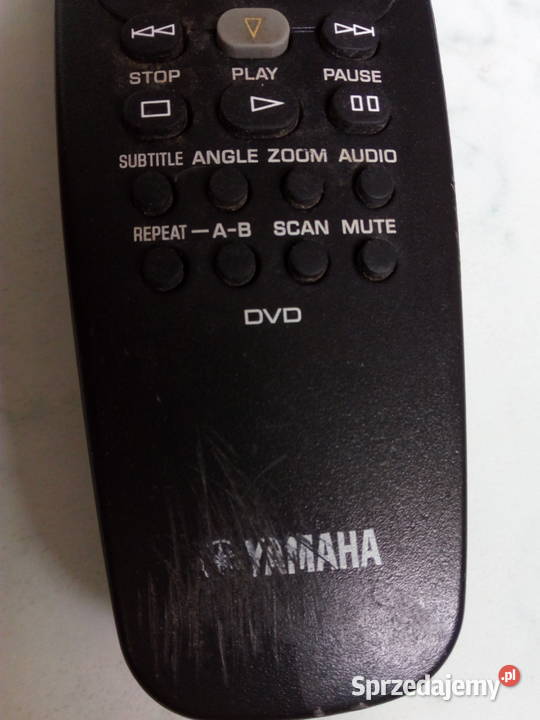 STOP PLAY PAUSE
SUBTITLE ANGLE ZOOM AUDIO
REPEAT — A-B SCAN MUTE
DVD
YAMAHA
Sprzedajemy.pl